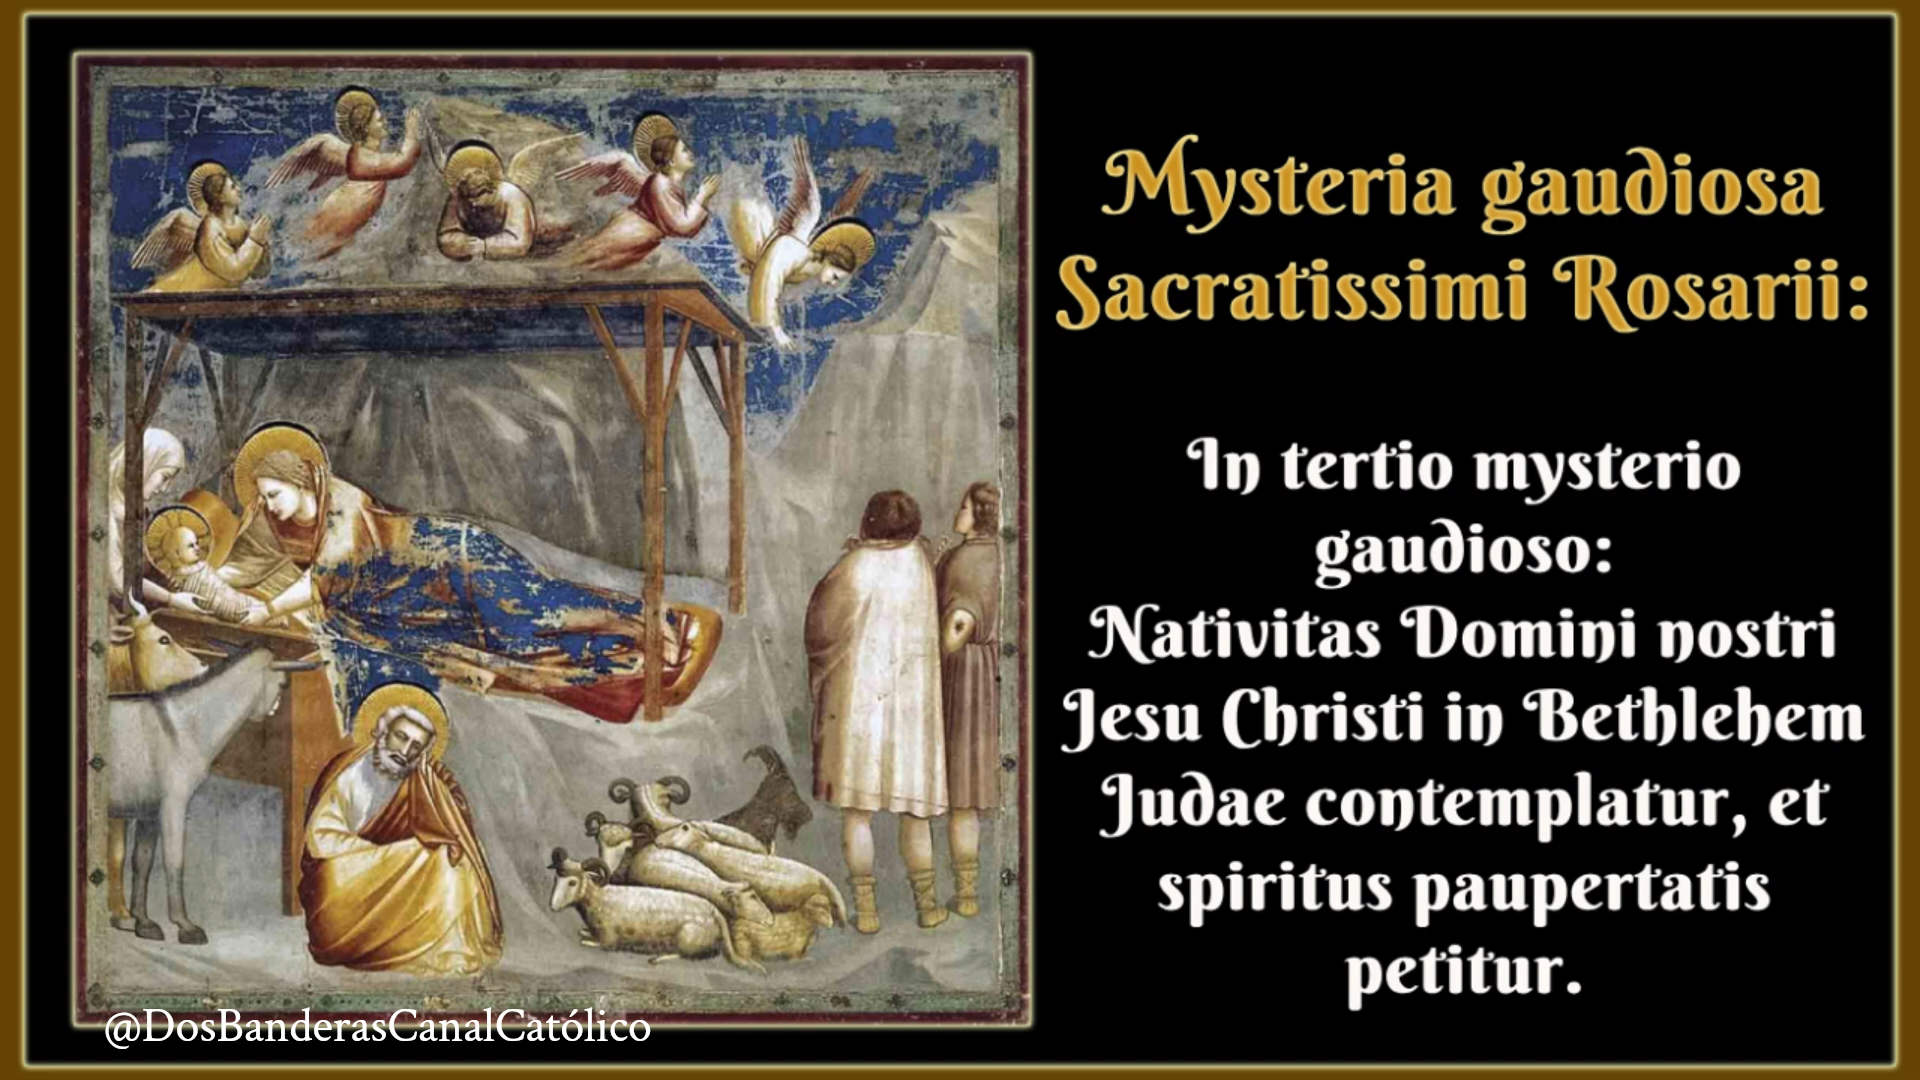 Mysteria gaudiosa
Sacratissimi Rosarii:
In tertio mysterio
gaudioso:
Nativitas Domini nostri
Jesu Christi in Bethlehem
Judae contemplatur, et
spiritus paupertatis
petitur.
@DosBanderasCanalCatólico